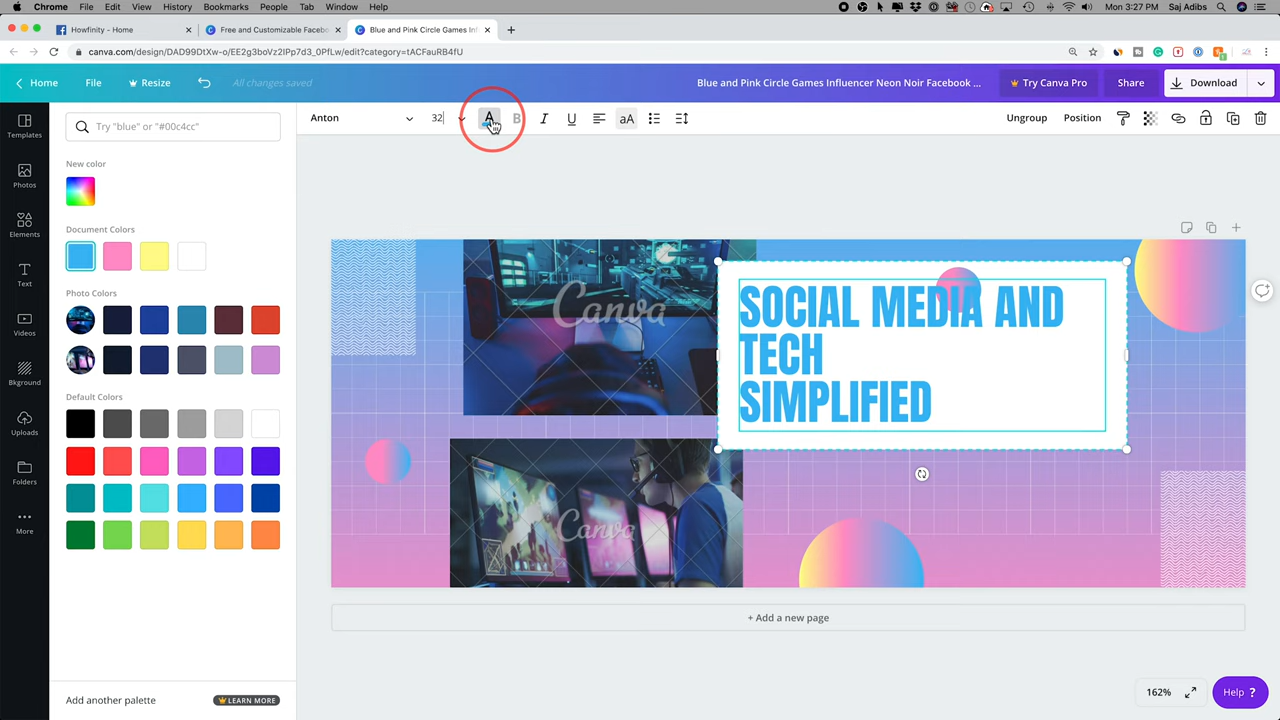 Chrome File Edit View History Bookmarks People Tab Window Help
Mon 3:27 PM jeffadubs
Howfinity - Home
Free and Customizable Facebo
Blue and Pink Circle Games Inf
canva.com/design/DAD99DtXw-o/EE2g3boVz2IPp7d3_0PfLw/edit?category=tACFauRB4fU
Home File Resize All changes saved
Blue and Pink Circle Games Influencer Neon Noir Facebook ...
Try Canva Pro Share Download
Anton 32 A B I U aA Ungroup Position
Try "blue" or "#00c4cc"
Templates
New color
Photos
Document Colors
Elements
Text
Photo Colors
Videos
Bkground
Default Colors
Uploads
Folders
More
Add another palette LEARN MORE
Canva
Canva
SOCIAL MEDIA AND
TECH
SIMPLIFIED
+ Add a new page
162%
Help ?